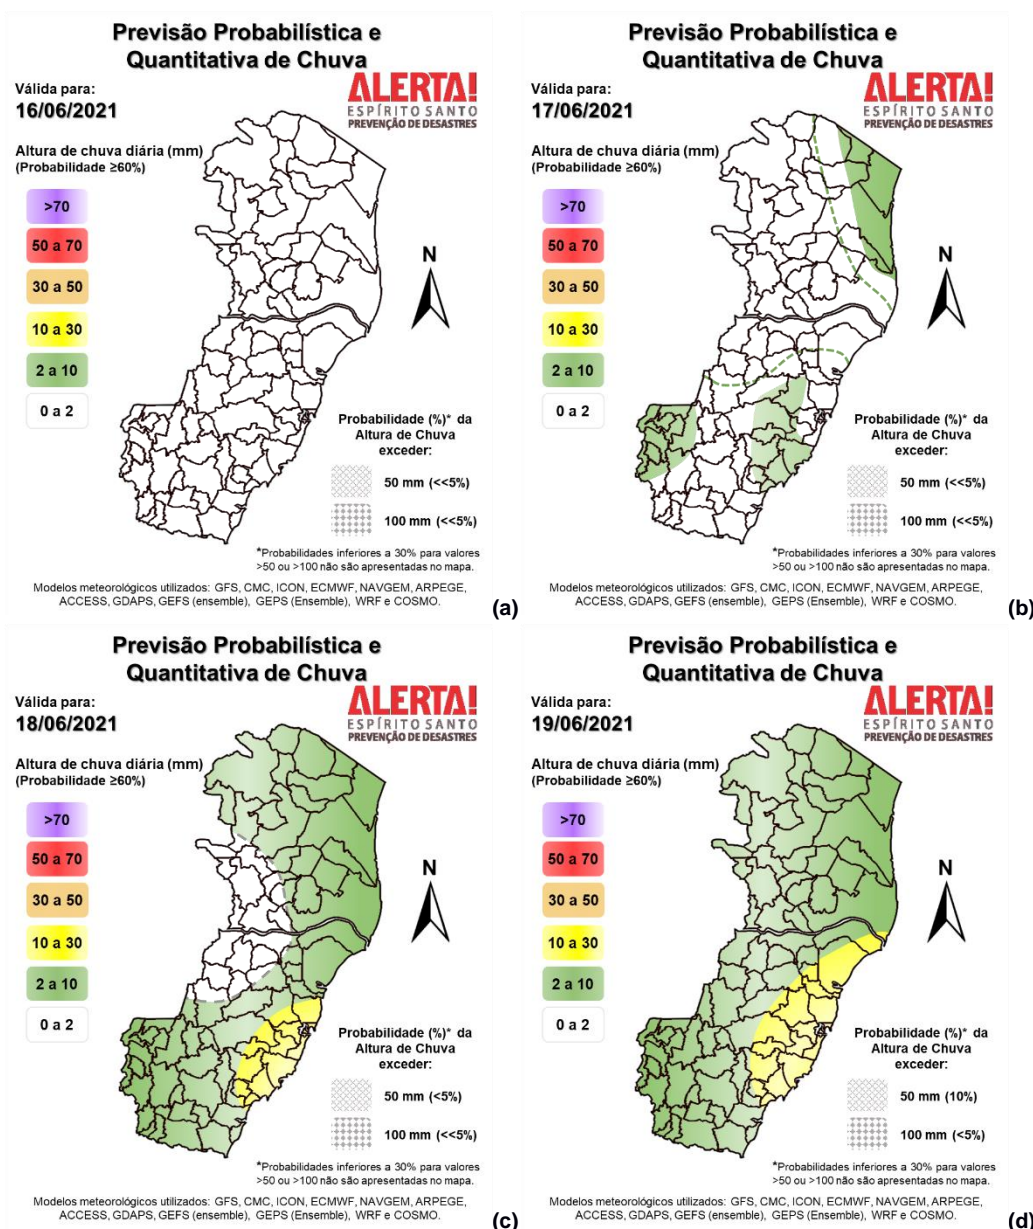 Previsão Probabilística e
Quantitativa de Chuva
Válida para:
16/06/2021
ALERTA!
ESPÍRITO SANTO
PREVENÇÃO DE DESASTRES
Altura de chuva diária (mm)
(Probabilidade ≥60%)
>70
50 a 70
30 a 50
10 a 30
2 a 10
0 a 2
N
Probabilidade (%)* da
Altura de Chuva
exceder:
50 mm (<<5%)
100 mm (<<5%)
*Probabilidades inferiores a 30% para valores
>50 ou >100 não são apresentadas no mapa.
Modelos meteorológicos utilizados: GFS, CMC, ICON, ECMWF, NAVGEM, ARPEGE,
ACCESS, GDAPS, GEFS (ensemble), GEPS (Ensemble), WRF e COSMO.
(a)
Previsão Probabilística e
Quantitativa de Chuva
Válida para:
17/06/2021
ALERTA!
ESPÍRITO SANTO
PREVENÇÃO DE DESASTRES
Altura de chuva diária (mm)
(Probabilidade ≥60%)
>70
50 a 70
30 a 50
10 a 30
2 a 10
0 a 2
N
Probabilidade (%)* da
Altura de Chuva
exceder:
50 mm (<<5%)
100 mm (<<5%)
*Probabilidades inferiores a 30% para valores
>50 ou >100 não são apresentadas no mapa.
Modelos meteorológicos utilizados: GFS, CMC, ICON, ECMWF, NAVGEM, ARPEGE,
ACCESS, GDAPS, GEFS (ensemble), GEPS (Ensemble), WRF e COSMO.
(b)
Previsão Probabilística e
Quantitativa de Chuva
Válida para:
18/06/2021
ALERTA!
ESPÍRITO SANTO
PREVENÇÃO DE DESASTRES
Altura de chuva diária (mm)
(Probabilidade ≥60%)
>70
50 a 70
30 a 50
10 a 30
2 a 10
0 a 2
N
Probabilidade (%)* da
Altura de Chuva
exceder:
50 mm (<5%)
100 mm (<<5%)
*Probabilidades inferiores a 30% para valores
>50 ou >100 não são apresentadas no mapa.
Modelos meteorológicos utilizados: GFS, CMC, ICON, ECMWF, NAVGEM, ARPEGE,
ACCESS, GDAPS, GEFS (ensemble), GEPS (Ensemble), WRF e COSMO.
(c)
Previsão Probabilística e
Quantitativa de Chuva
Válida para:
19/06/2021
ALERTA!
ESPÍRITO SANTO
PREVENÇÃO DE DESASTRES
Altura de chuva diária (mm)
(Probabilidade ≥60%)
>70
50 a 70
30 a 50
10 a 30
2 a 10
0 a 2
N
Probabilidade (%)* da
Altura de Chuva
exceder:
50 mm (10%)
100 mm (<5%)
*Probabilidades inferiores a 30% para valores
>50 ou >100 não são apresentadas no mapa.
Modelos meteorológicos utilizados: GFS, CMC, ICON, ECMWF, NAVGEM, ARPEGE,
ACCESS, GDAPS, GEFS (ensemble), GEPS (Ensemble), WRF e COSMO.
(d)